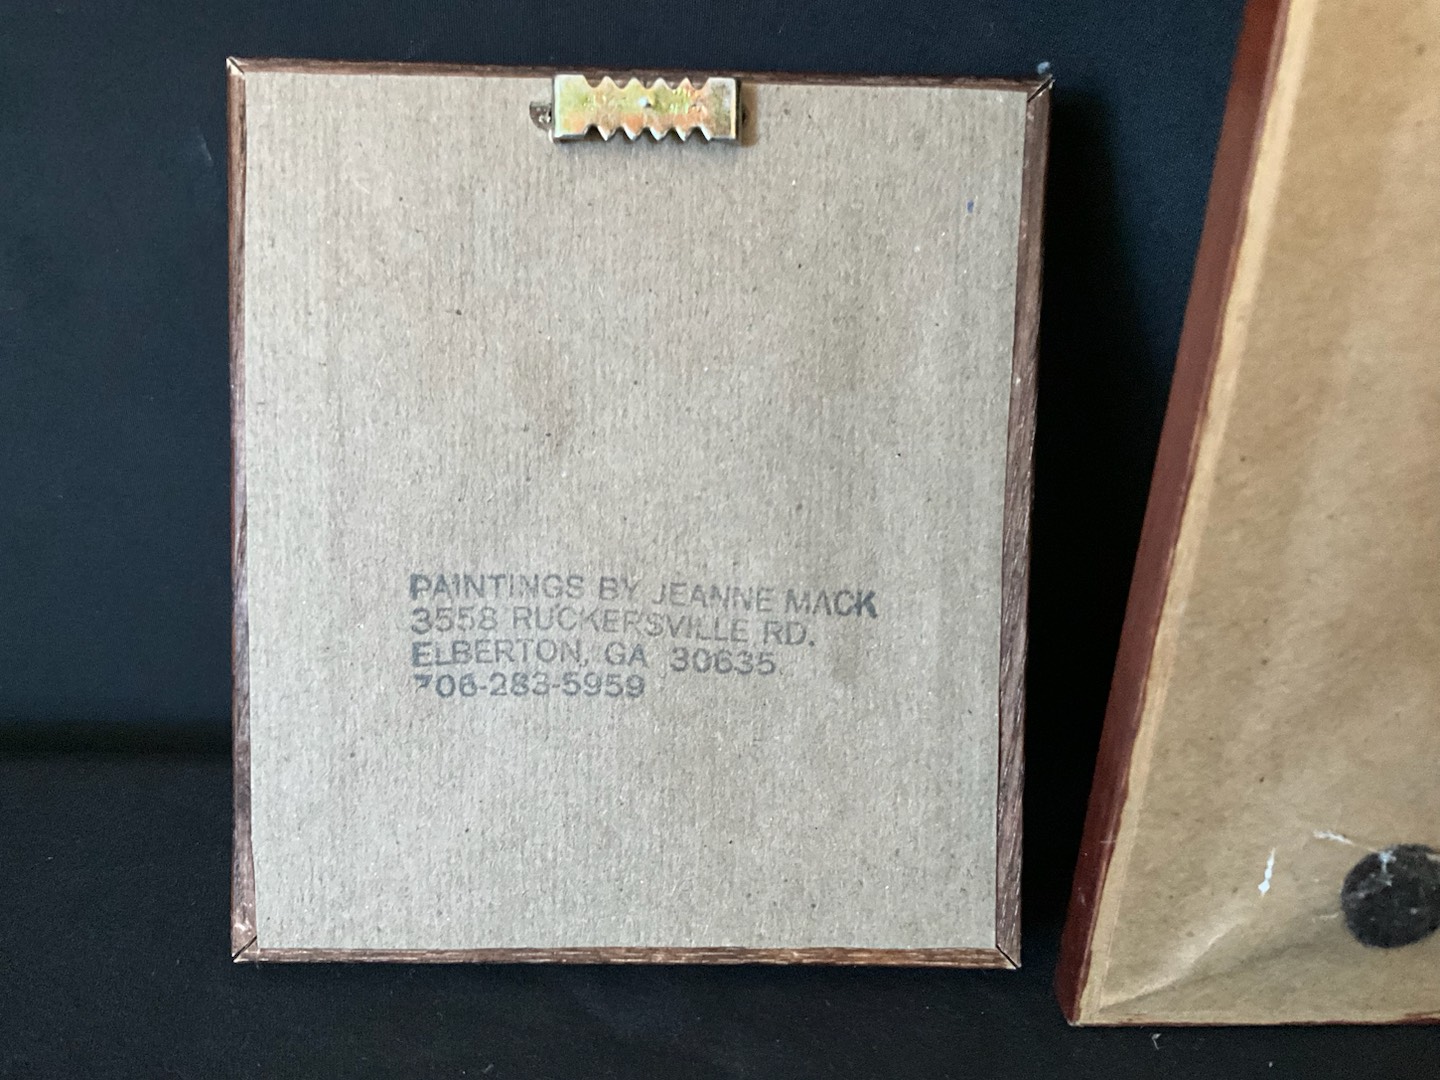 PAINTINGS BY JEANNE MACK
3558 RUCKERSVILLE RD.
ELBERTON, GA 30635
706-283-5959